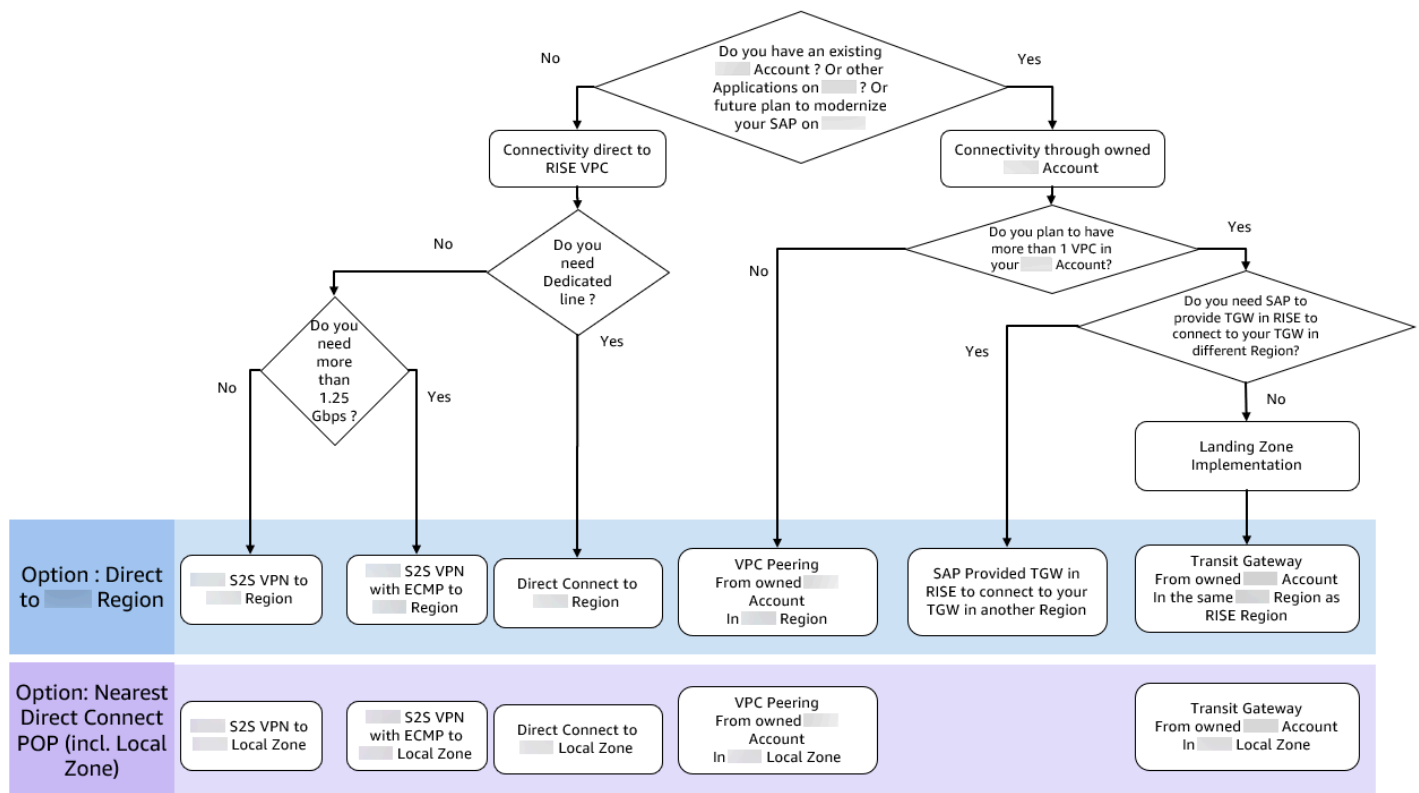 No
Do you have an existing
Account ? Or other
Applications on ? Or
future plan to modernize
your SAP on
Yes
Connectivity direct to
RISE VPC
Connectivity through owned
Account
No
Do you
need
Dedicated
line ?
Yes
Do you plan to have
more than 1 VPC in
your Account?
No
Yes
Do you
need
more
than
1.25
Gbps ?
No
Yes
Do you need SAP to
provide TGW in RISE to
connect to your TGW in
different Region?
Yes
No
Landing Zone
Implementation
Option : Direct
to Region
S2S VPN to
Region
S2S VPN
with ECMP to
Region
Direct Connect to
Region
VPC Peering
From owned
Account
In Region
SAP Provided TGW in
RISE to connect to your
TGW in another Region
Transit Gateway
From owned Account
In the same Region as
RISE Region
Option: Nearest
Direct Connect
POP (incl. Local
Zone)
S2S VPN to
Local Zone
S2S VPN
with ECMP to
Local Zone
Direct Connect to
Local Zone
VPC Peering
From owned
Account
In Local Zone
Transit Gateway
From owned Account
In Local Zone